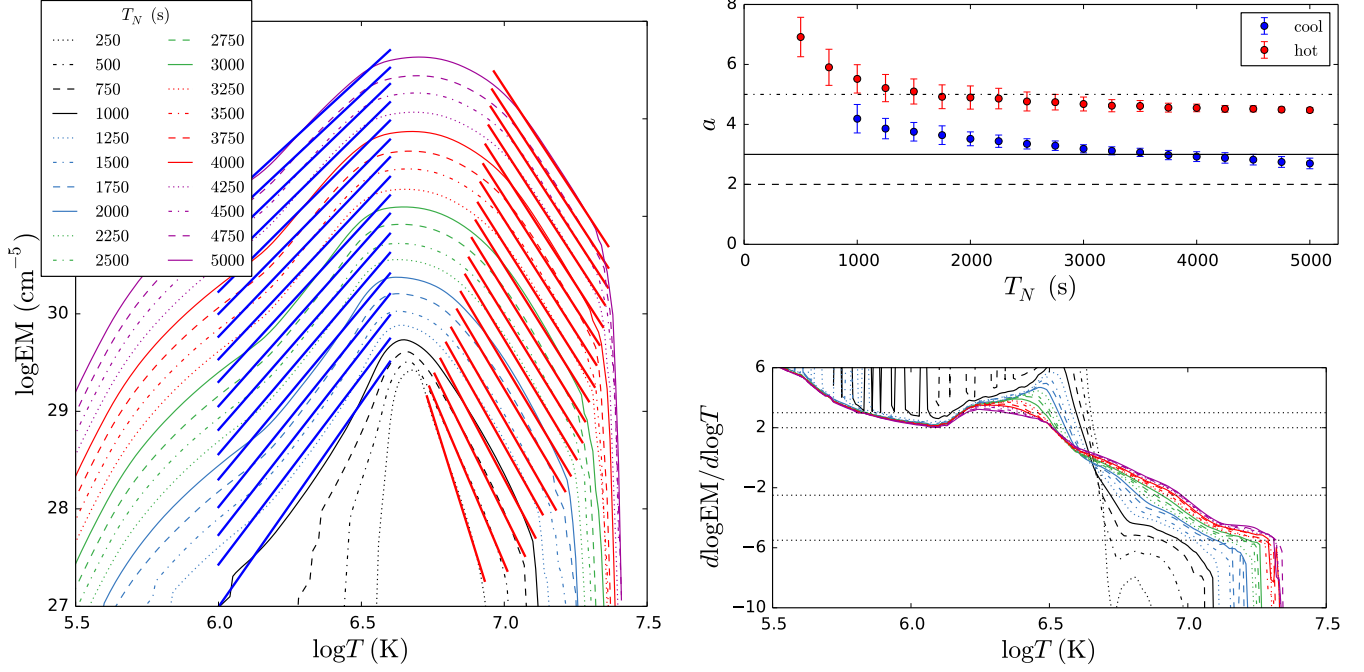 T_N (s)
250 2750
500 3000
750 3250
1000 3500
1250 3750
1500 4000
1750 4250
2000 4500
2250 4750
2500 5000
logEM (cm⁻⁵)
30
29
28
27
5.5 6.0 6.5 7.0 7.5
logT (K)
8
6
4
2
0
a
cool
hot
0 1000 2000 3000 4000 5000
T_N (s)
6
2
−2
−6
−10
dlogEM/dlogT
5.5 6.0 6.5 7.0 7.5
logT (K)